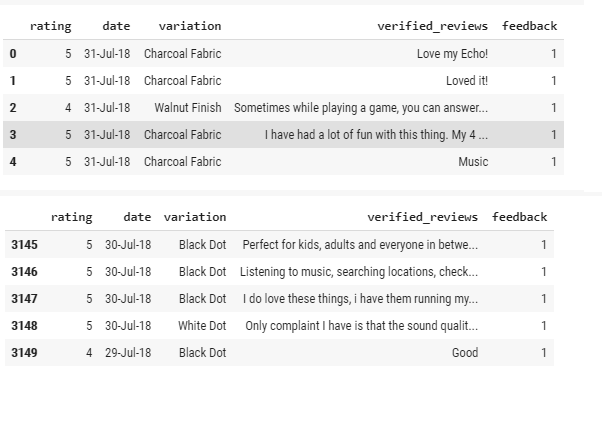 rating date variation verified_reviews feedback
0 5 31-Jul-18 Charcoal Fabric Love my Echo! 1
1 5 31-Jul-18 Charcoal Fabric Loved it! 1
2 4 31-Jul-18 Walnut Finish Sometimes while playing a game, you can answer... 1
3 5 31-Jul-18 Charcoal Fabric I have had a lot of fun with this thing. My 4 ... 1
4 5 31-Jul-18 Charcoal Fabric Music 1
rating date variation verified_reviews feedback
3145 5 30-Jul-18 Black Dot Perfect for kids, adults and everyone in betwe... 1
3146 5 30-Jul-18 Black Dot Listening to music, searching locations, check... 1
3147 5 30-Jul-18 Black Dot I do love these things, i have them running my... 1
3148 5 30-Jul-18 White Dot Only complaint I have is that the sound qualit... 1
3149 4 29-Jul-18 Black Dot Good 1